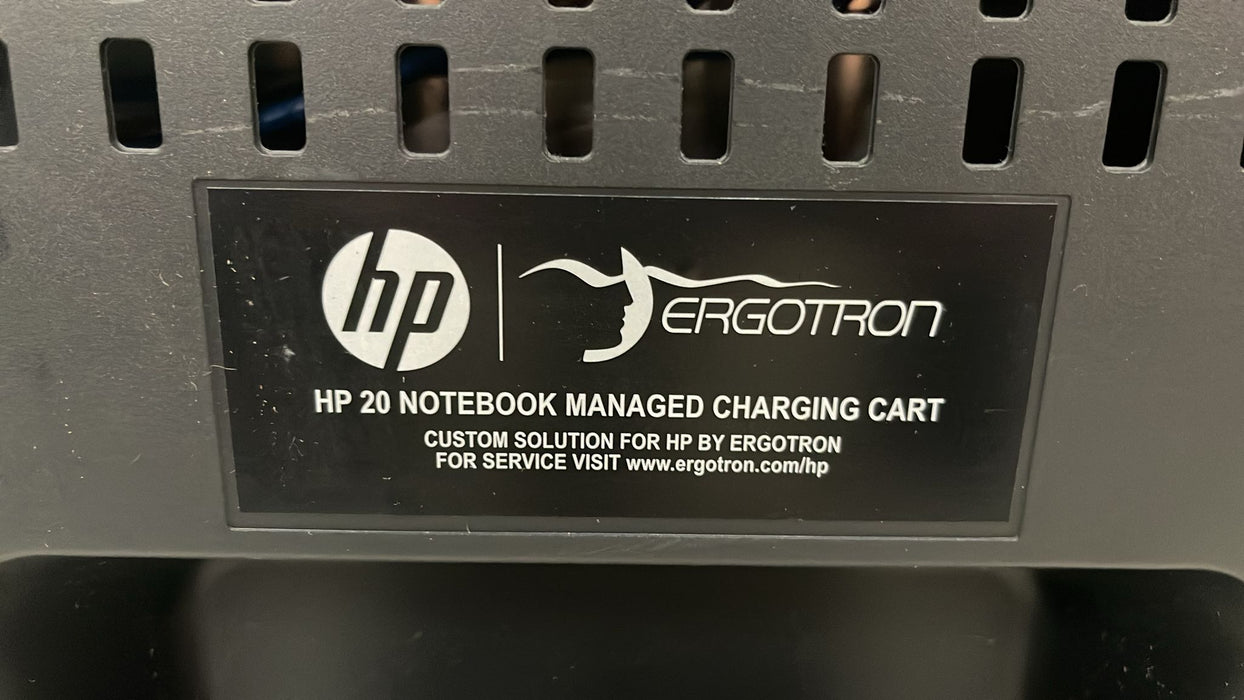 hp ERGOTRON
HP 20 NOTEBOOK MANAGED CHARGING CART
CUSTOM SOLUTION FOR HP BY ERGOTRON
FOR SERVICE VISIT www.ergotron.com/hp